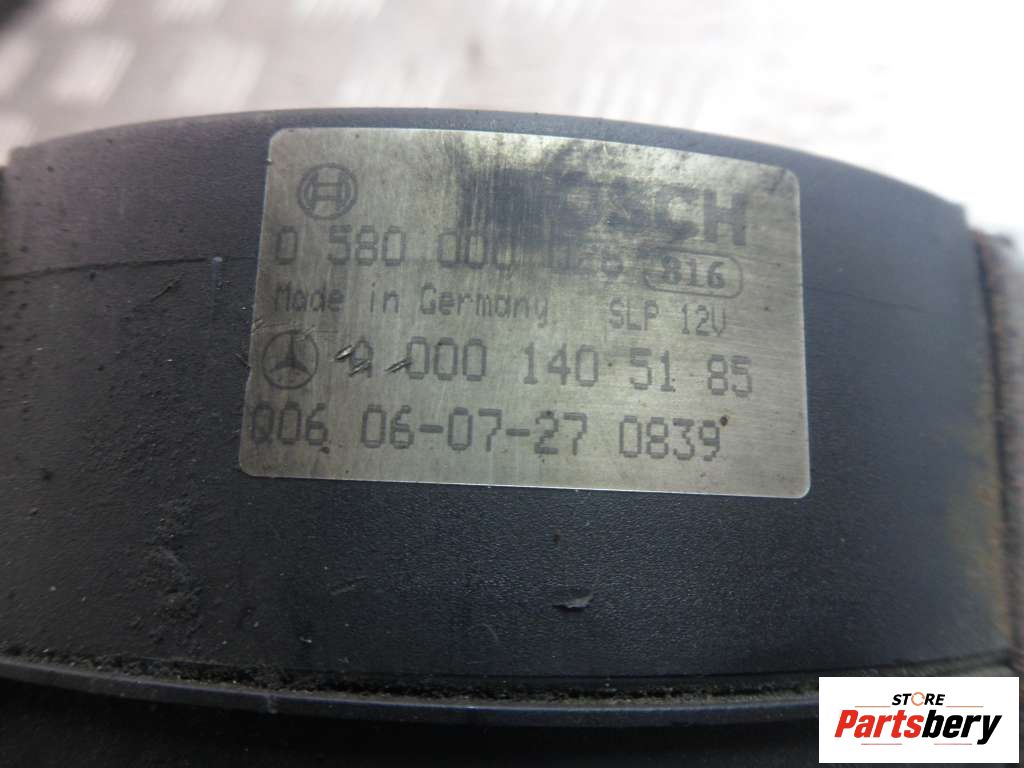 BOSCH
0 580 000 816
Made in Germany SLP 12V
A 000 140 51 85
Q06 06-07-27 0839
STORE
Partsbery